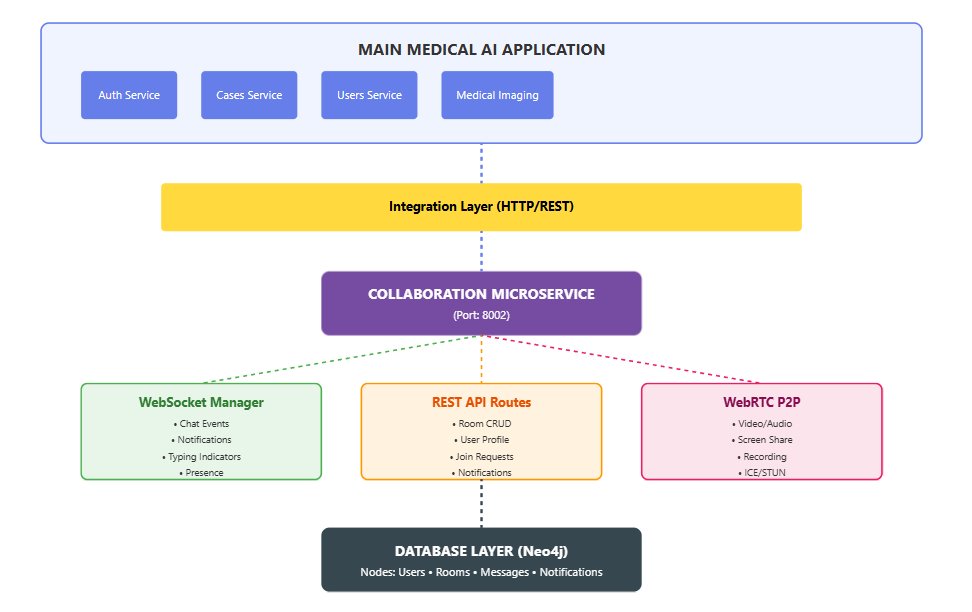 MAIN MEDICAL AI APPLICATION
Auth Service
Cases Service
Users Service
Medical Imaging
Integration Layer (HTTP/REST)
COLLABORATION MICROSERVICE
(Port: 8002)
WebSocket Manager
• Chat Events
• Notifications
• Typing Indicators
• Presence
REST API Routes
• Room CRUD
• User Profile
• Join Requests
• Notifications
WebRTC P2P
• Video/Audio
• Screen Share
• Recording
• ICE/STUN
DATABASE LAYER (Neo4j)
Nodes: Users • Rooms • Messages • Notifications